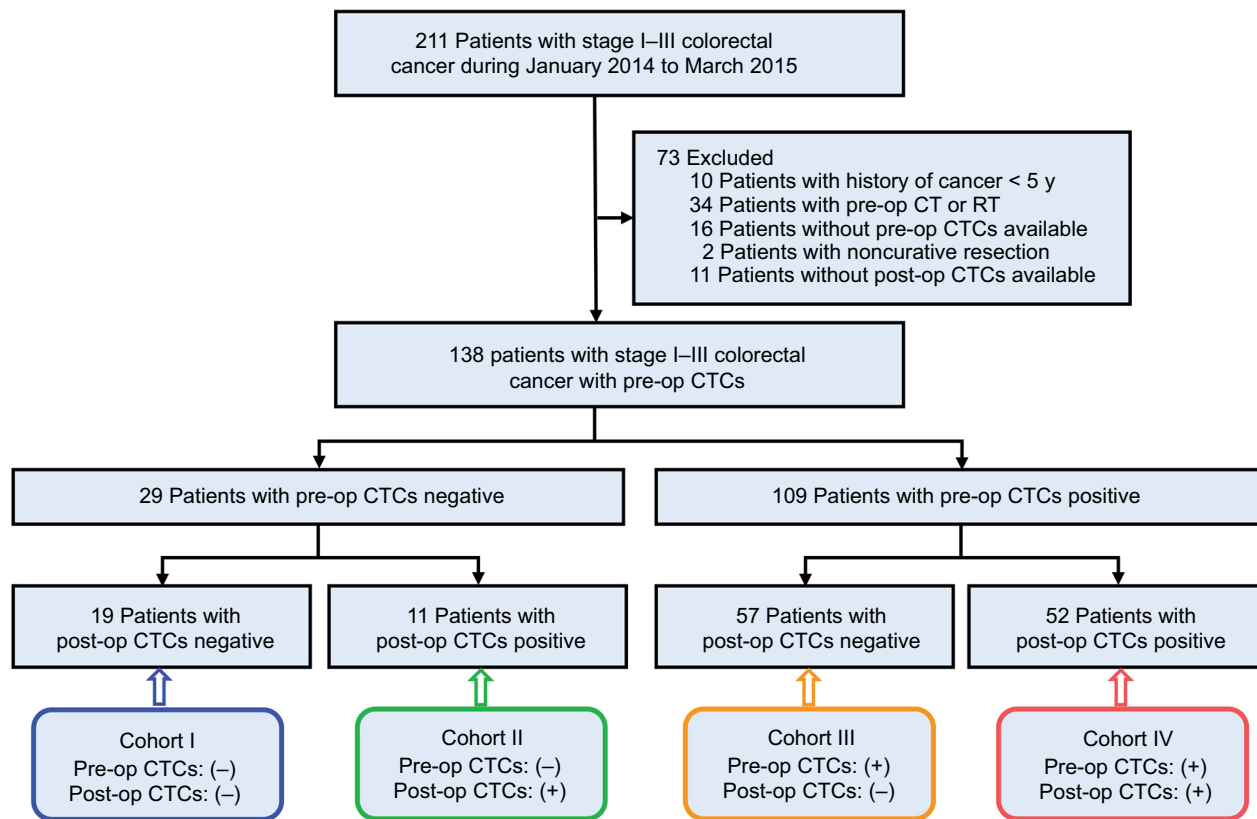 211 Patients with stage I–III colorectal
cancer during January 2014 to March 2015
73 Excluded
10 Patients with history of cancer < 5 y
34 Patients with pre-op CT or RT
16 Patients without pre-op CTCs available
2 Patients with noncurative resection
11 Patients without post-op CTCs available
138 patients with stage I–III colorectal
cancer with pre-op CTCs
29 Patients with pre-op CTCs negative
109 Patients with pre-op CTCs positive
19 Patients with
post-op CTCs negative
11 Patients with
post-op CTCs positive
57 Patients with
post-op CTCs negative
52 Patients with
post-op CTCs positive
Cohort I
Pre-op CTCs: (–)
Post-op CTCs: (–)
Cohort II
Pre-op CTCs: (–)
Post-op CTCs: (+)
Cohort III
Pre-op CTCs: (+)
Post-op CTCs: (–)
Cohort IV
Pre-op CTCs: (+)
Post-op CTCs: (+)